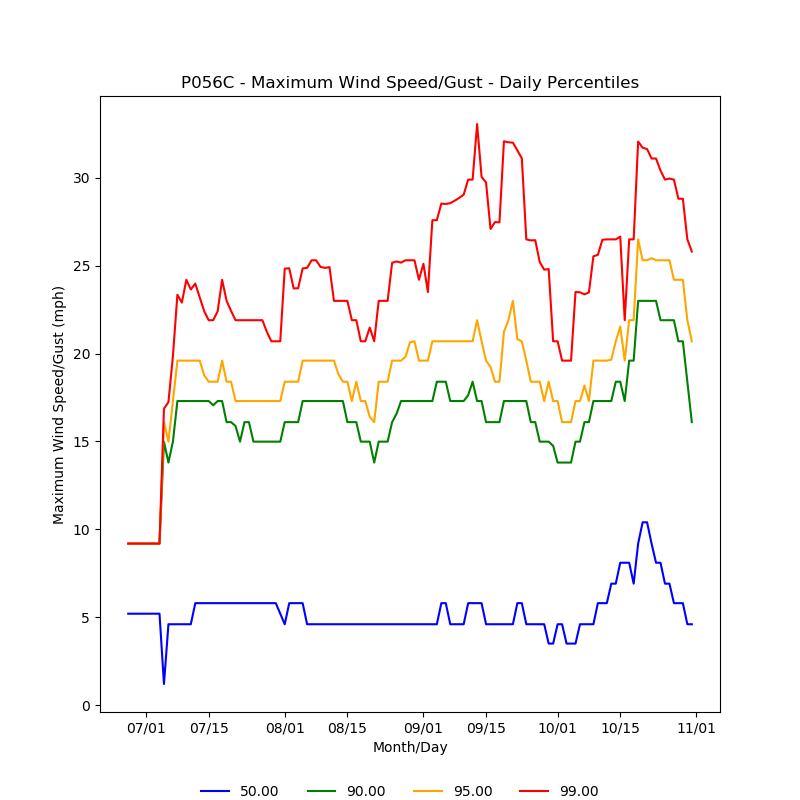 P056C - Maximum Wind Speed/Gust - Daily Percentiles
Maximum Wind Speed/Gust (mph)
30
25
20
15
10
5
0
07/01 07/15 08/01 08/15 09/01 09/15 10/01 10/15 11/01
Month/Day
50.00 90.00 95.00 99.00